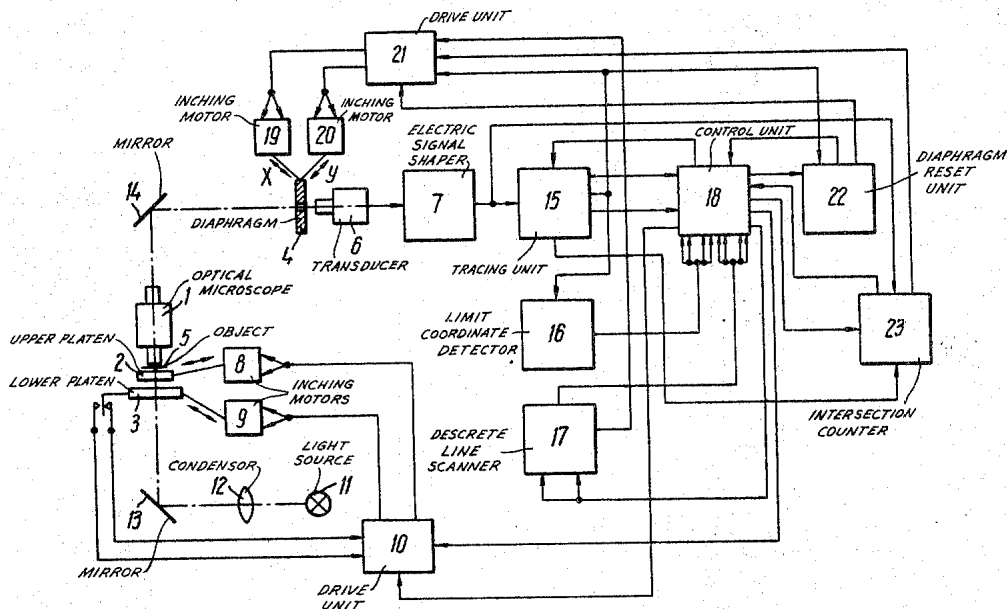 DRIVE UNIT
21
INCHING
MOTOR
19
20
INCHING
MOTOR
X
Y
MIRROR
14
DIAPHRAGM
4
6
TRANSDUCER
ELECTRIC
SIGNAL
SHAPER
7
15
TRACING UNIT
CONTROL UNIT
18
22
DIAPHRAGM
RESET
UNIT
OPTICAL
MICROSCOPE
1
5
OBJECT
UPPER PLATEN
2
LOWER PLATEN
3
8
INCHING
MOTORS
9
LIMIT
COORDINATE
DETECTOR
16
23
INTERSECTION
COUNTER
DISCRETE
LINE
SCANNER
17
CONDENSOR
12
LIGHT
SOURCE
11
13
MIRROR
10
DRIVE
UNIT